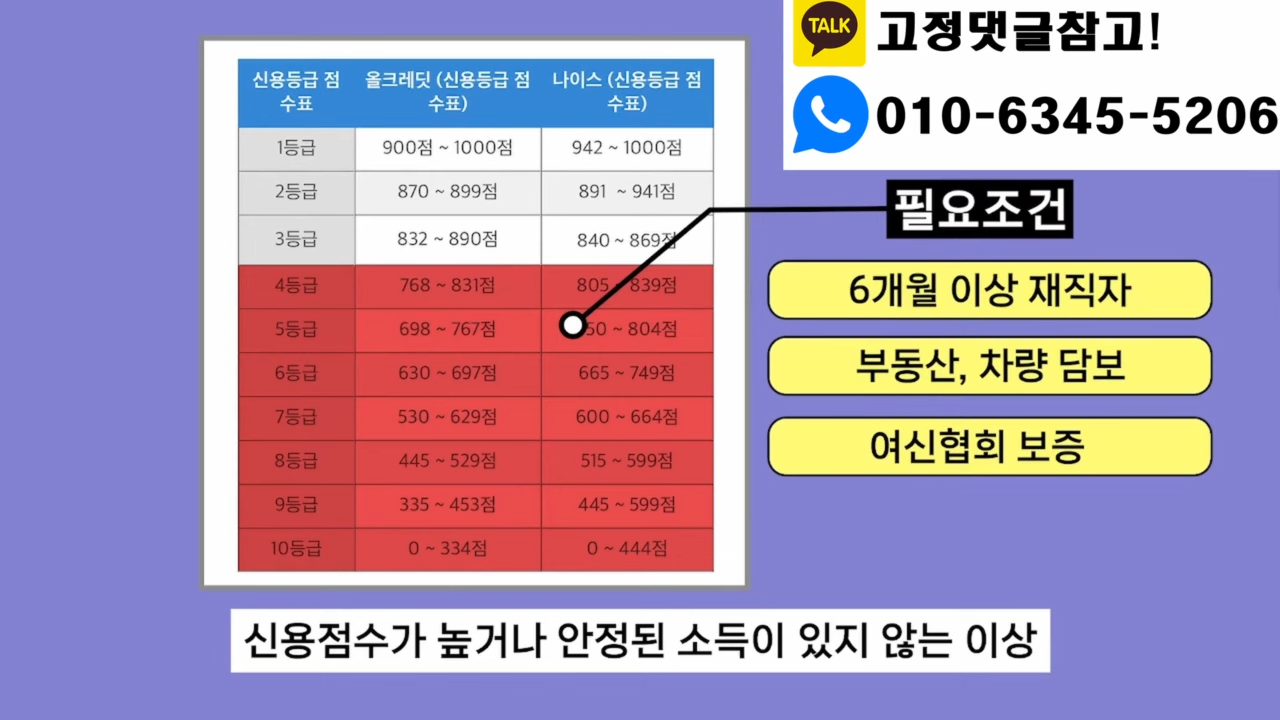 TALK 고정댓글참고!
010-6345-5206
신용등급 점수표 올크레딧 (신용등급 점수표) 나이스 (신용등급 점수표)
1등급 900점 ~ 1000점 942 ~ 1000점
2등급 870 ~ 899점 891 ~ 941점
3등급 832 ~ 890점 840 ~ 869점
4등급 768 ~ 831점 805 ~ 839점
5등급 698 ~ 767점 50 ~ 804점
6등급 630 ~ 697점 665 ~ 749점
7등급 530 ~ 629점 600 ~ 664점
8등급 445 ~ 529점 515 ~ 599점
9등급 335 ~ 453점 445 ~ 599점
10등급 0 ~ 334점 0 ~ 444점
필요조건
6개월 이상 재직자
부동산, 차량 담보
여신협회 보증
신용점수가 높거나 안정된 소득이 있지 않는 이상